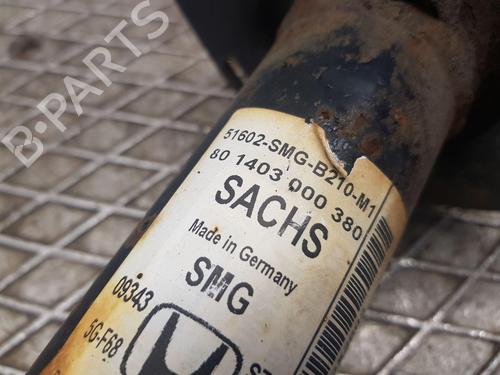 B-PARTS
51602-SMG-B210-M1
80 1403 000 380
SACHS
Made in Germany
SMG
09343
5G-F68